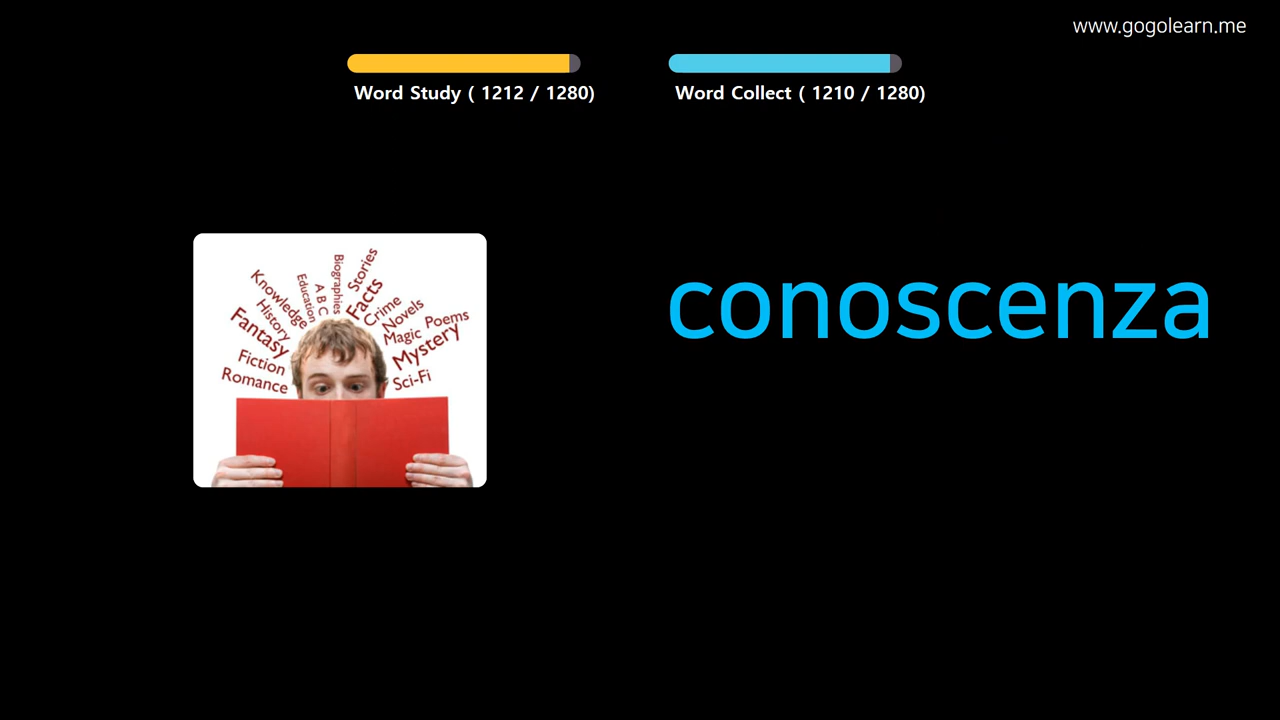 www.gogolearn.me
Word Study ( 1212 / 1280)
Word Collect ( 1210 / 1280)
conoscenza
Knowledge
History
Fantasy
Fiction
Romance
Education
A B C
Biographies
Stories
Facts
Crime
Novels
Magic
Poems
Mystery
Sci-Fi